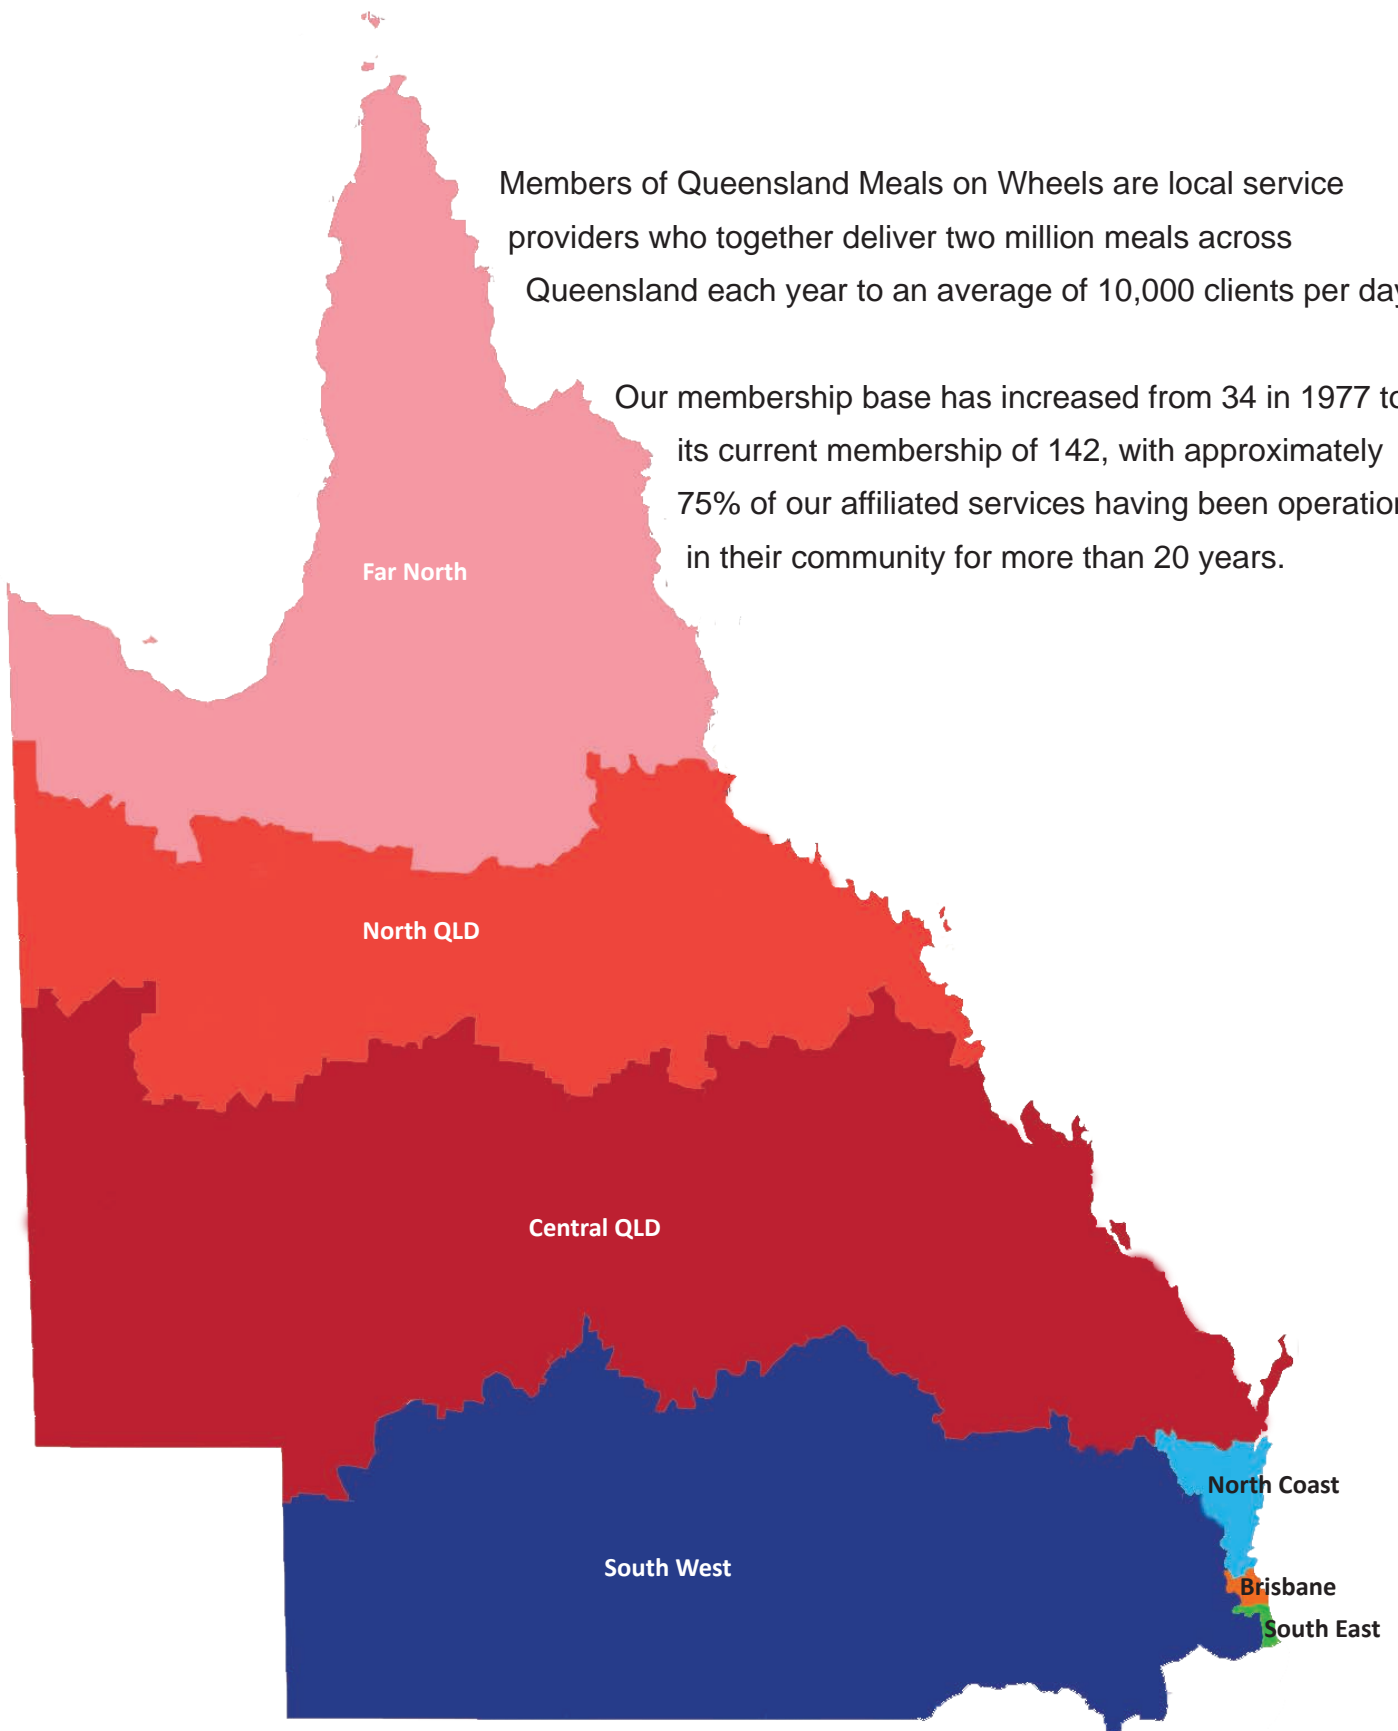 Members of Queensland Meals on Wheels are local service
providers who together deliver two million meals across
Queensland each year to an average of 10,000 clients per day
Our membership base has increased from 34 in 1977 to
its current membership of 142, with approximately
75% of our affiliated services having been operation
in their community for more than 20 years.
Far North
North QLD
Central QLD
North Coast
South West
Brisbane
South East